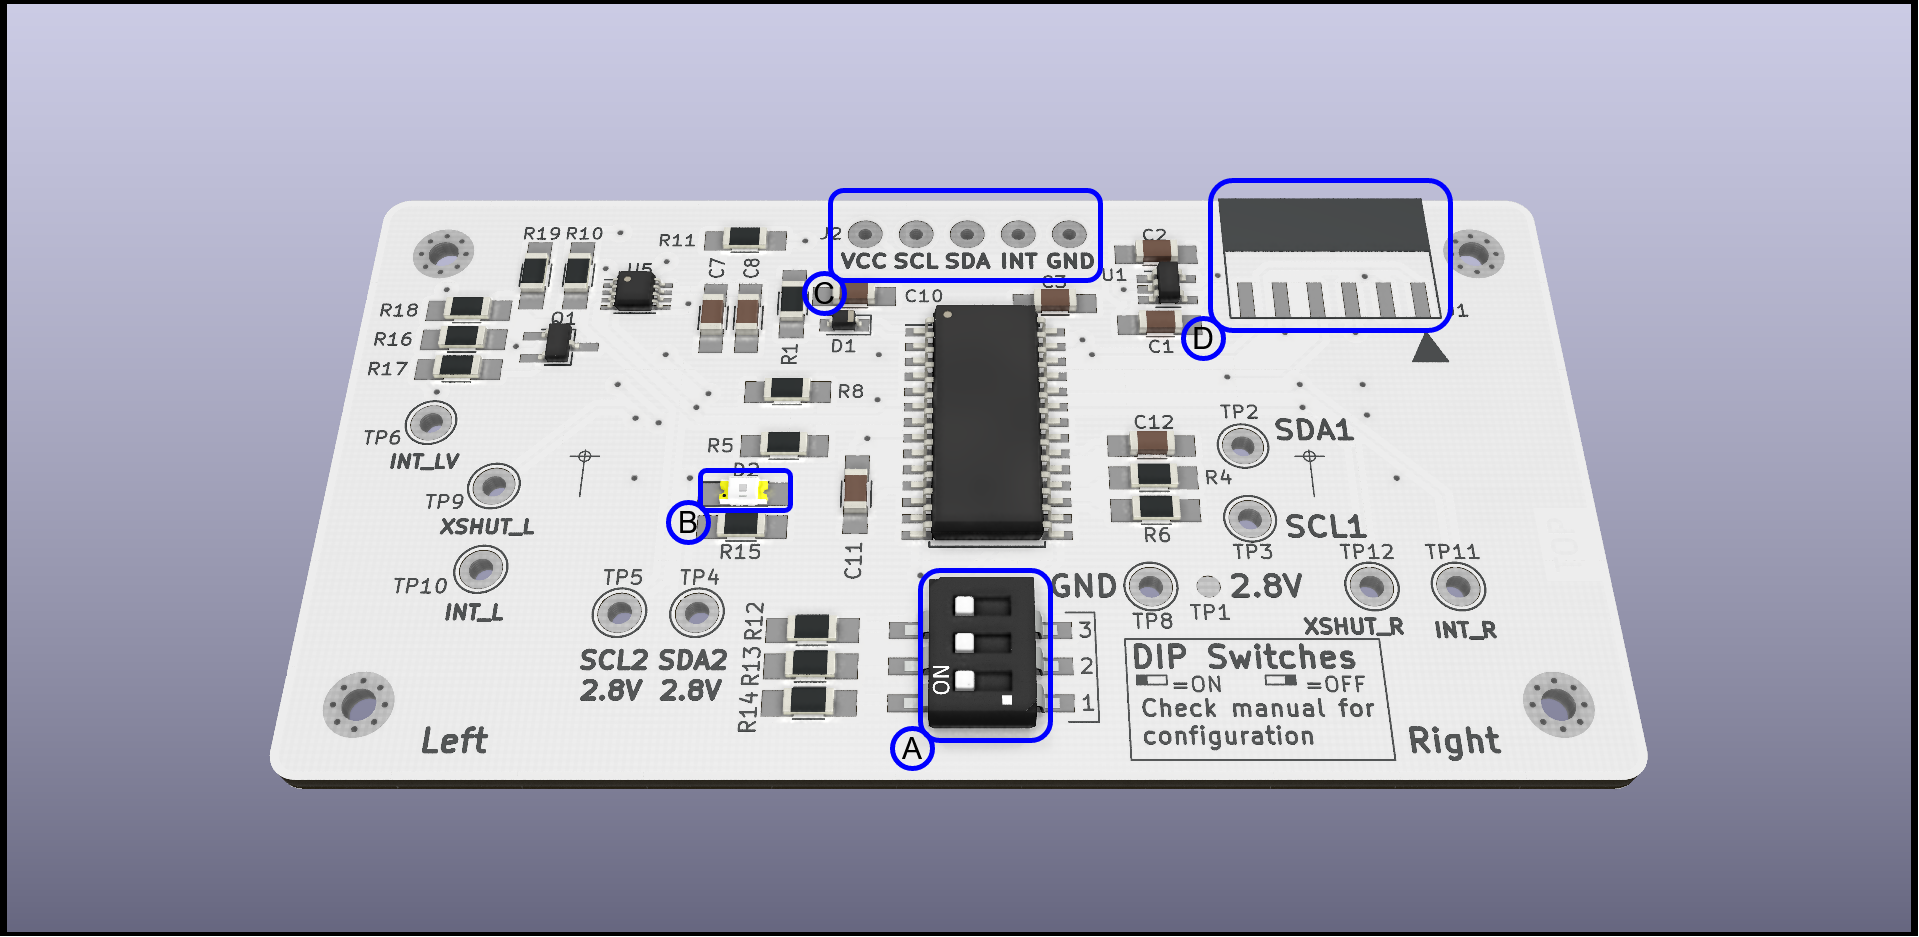 R19 R10
R11
J2
VCC SCL SDA INT GND
C2
U5
C7
C8
U1
C3
C10
C
R18
Q1
R16
R1
D1
C1
D
R17
R8
TP2
SDA1
C12
TP6
INT_LV
R5
D2
R4
TP9
XSHUT_L
B
R15
C11
SCL1
R6
TP3
TP12
TP11
TP10
INT_L
TP5
TP4
GND
2.8V
TP8
TP1
XSHUT_R
INT_R
R12
R13
R14
SCL2 SDA2
2.8V 2.8V
3
2
1
ON
DIP Switches
=ON =OFF
Check manual for
configuration
Left
A
Right